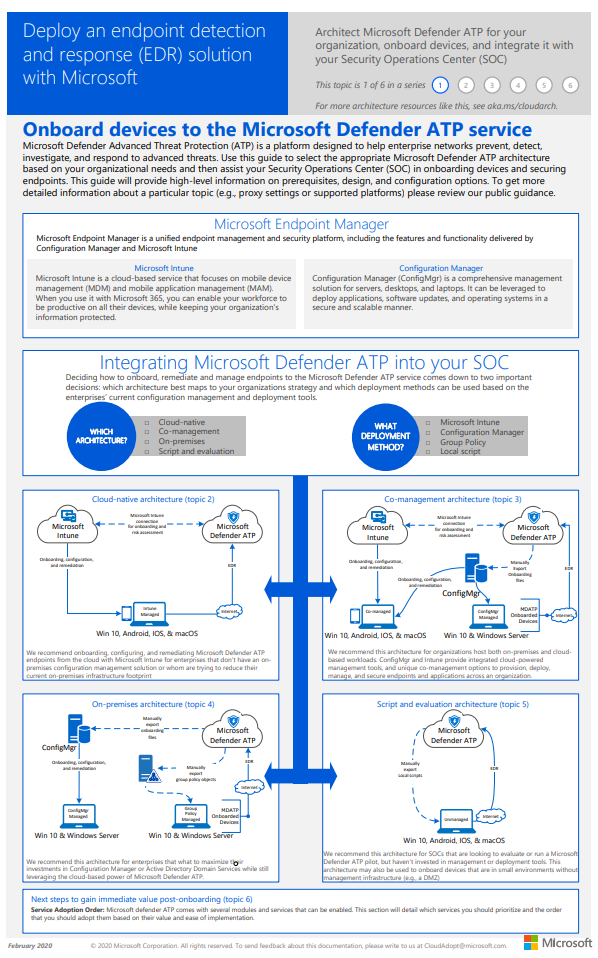 Deploy an endpoint detection
and response (EDR) solution
with Microsoft
Architect Microsoft Defender ATP for your
organization, onboard devices, and integrate it with
your Security Operations Center (SOC)
This topic is 1 of 6 in a series
1 2 3 4 5 6
For more architecture resources like this, see aka.ms/cloudarch.
Onboard devices to the Microsoft Defender ATP service
Microsoft Defender Advanced Threat Protection (ATP) is a platform designed to help enterprise networks prevent, detect,
investigate, and respond to advanced threats. Use this guide to select the appropriate Microsoft Defender ATP architecture
based on your organizational needs and then assist your Security Operations Center (SOC) in onboarding devices and securing
endpoints. This guide will provide high-level information on prerequisites, design, and configuration options. To get more
detailed information about a particular topic (e.g., proxy settings or supported platforms) please review our public guidance.
Microsoft Endpoint Manager
Microsoft Endpoint Manager is a unified endpoint management and security platform, including the features and functionality delivered by
Configuration Manager and Microsoft Intune
Microsoft Intune
Microsoft Intune is a cloud-based service that focuses on mobile device
management (MDM) and mobile application management (MAM).
When you use it with Microsoft 365, you can enable your workforce to
be productive on all their devices, while keeping your organization's
information protected.
Configuration Manager
Configuration Manager (ConfigMgr) is a comprehensive management
solution for servers, desktops, and laptops. It can be leveraged to
deploy applications, software updates, and operating systems in a
secure and scalable manner.
Integrating Microsoft Defender ATP into your SOC
Deciding how to onboard, remediate and manage endpoints to the Microsoft Defender ATP service comes down to two important
decisions: which architecture best maps to your organizations strategy and which deployment methods can be used based on the
enterprises' current configuration management and deployment tools.
WHICH
ARCHITECTURE?
Cloud-native
Co-management
On-premises
Script and evaluation
WHAT
DEPLOYMENT
METHOD?
Microsoft Intune
Configuration Manager
Group Policy
Local script
Cloud-native architecture (topic 2)
Microsoft
Intune
Microsoft Intune
connection
for onboarding and
risk assessment
Microsoft
Defender ATP
Onboarding, configuration,
and remediation
EDR
Intune
Managed
Internet
Win 10, Android, IOS, & macOS
We recommend onboarding, configuring, and remediating Microsoft Defender ATP
endpoints from the cloud with Microsoft Intune for enterprises that don't have an on-
premises configuration management solution or whom are trying to reduce their
current on-premises infrastructure footprint
Co-management architecture (topic 3)
Microsoft
Intune
Microsoft Intune
connection
for onboarding and
risk assessment
Microsoft
Defender ATP
Onboarding, configuration,
and remediation
Manually
Export
Onboarding
files
EDR
Onboarding, configuration,
and remediation
ConfigMgr
Co-managed
ConfigMgr
Managed
MDATP
Onboarded
Devices
Internet
Win 10, Android, IOS, & macOS
Win 10 & Windows Server
We recommend this architecture for organizations host both on-premises and cloud-
based workloads. ConfigMgr and Intune provide integrated cloud-powered
management tools, and unique co-management options to provision, deploy,
manage, and secure endpoints and applications across an organization.
On-premises architecture (topic 4)
ConfigMgr
Manually
export
onboarding
files
Microsoft
Defender ATP
Onboarding, configuration,
and remediation
Manually
export
group policy objects
EDR
Internet
ConfigMgr
Managed
Group
Policy
Managed
MDATP
Onboarded
Devices
Win 10 & Windows Server
Win 10 & Windows Server
We recommend this architecture for enterprises that what to maximize their
investments in Configuration Manager or Active Directory Domain Services while still
leveraging the cloud-based power of Microsoft Defender ATP.
Script and evaluation architecture (topic 5)
Microsoft
Defender ATP
Manually
export
Local scripts
EDR
Unmanaged
Internet
Win 10, Android, IOS, & macOS
We recommend this architecture for SOCs that are looking to evaluate or run a Microsoft
Defender ATP pilot, but haven't invested in management or deployment tools. This
architecture may also be used to onboard devices that are in small environments without
management infrastructure (e.g., a DMZ)
Next steps to gain immediate value post-onboarding (topic 6)
Service Adoption Order: Microsoft defender ATP comes with several modules and services that can be enabled. This section will detail which services you should prioritize and the order
that you should adopt them based on their value and ease of implementation.
February 2020
© 2020 Microsoft Corporation. All rights reserved. To send feedback about this documentation, please write to us at CloudAdopt@microsoft.com.
Microsoft